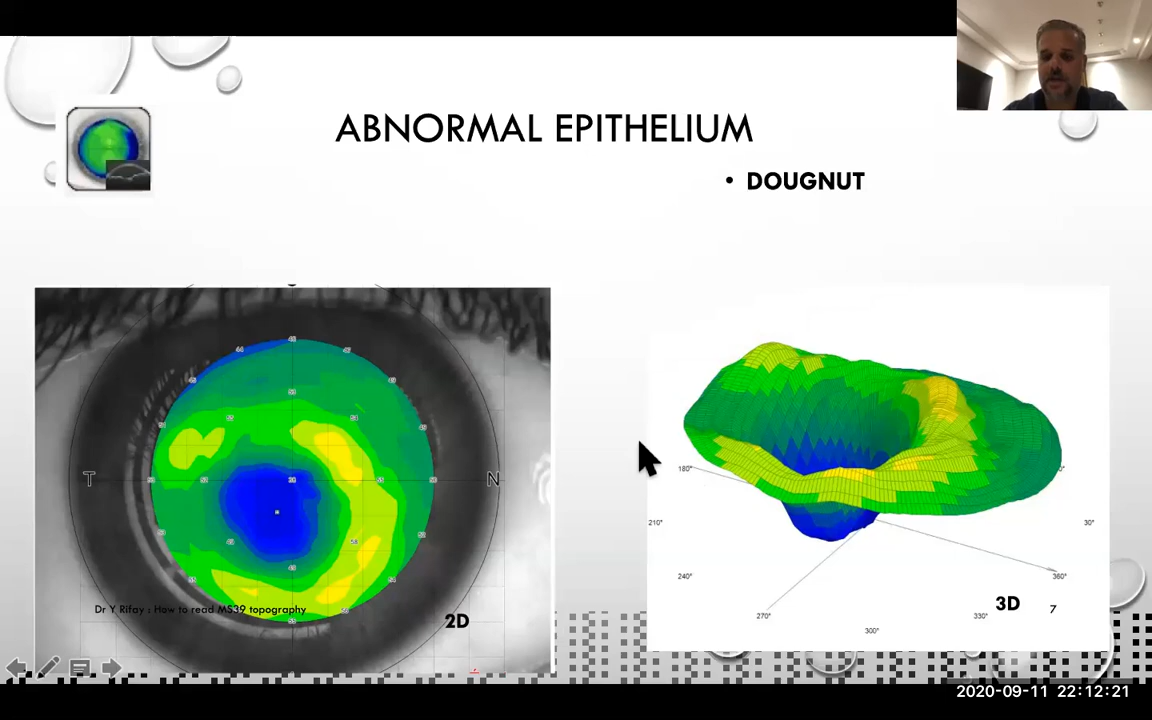 ABNORMAL EPITHELIUM
• DOUGNUT
T
N
Dr Y Rifay : How to read MS39 topography
2D
180°
210°
240°
270°
300°
330°
360°
30°
3D
7
2020-09-11 22:12:21